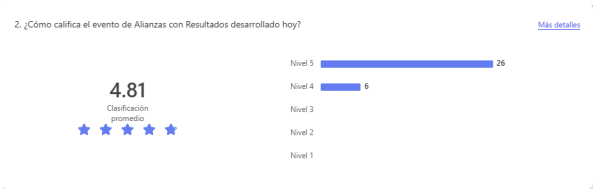 2. ¿Cómo califica el evento de Alianzas con Resultados desarrollado hoy?
Más detalles
4.81
Clasificación
promedio
Nivel 5 26
Nivel 4 6
Nivel 3
Nivel 2
Nivel 1